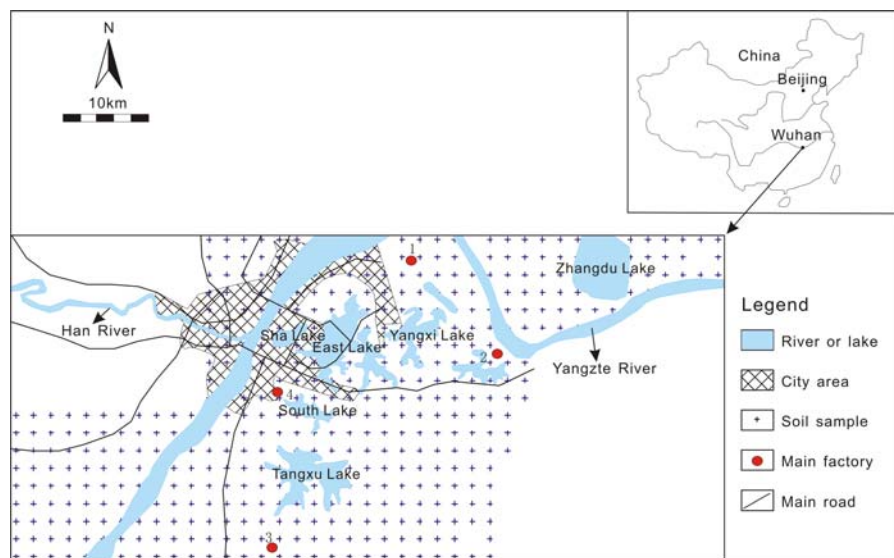 N
10km
China
Beijing
Wuhan
1
Zhangdu Lake
Han River
Sha Lake
East Lake
Yangxi Lake
2
Yangzte River
4
South Lake
Tangxu Lake
3
Legend
River or lake
City area
Soil sample
Main factory
Main road